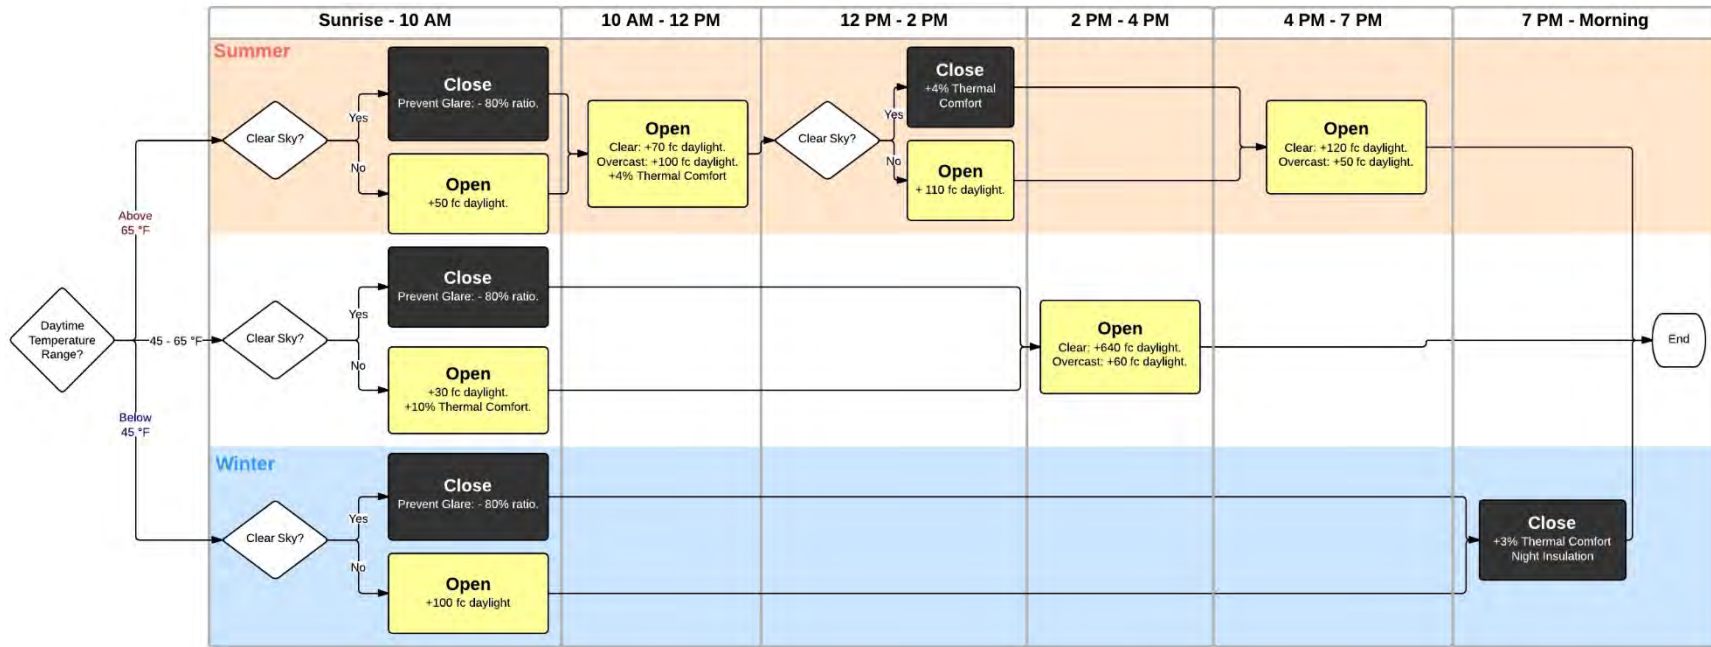 Sunrise - 10 AM
10 AM - 12 PM
12 PM - 2 PM
2 PM - 4 PM
4 PM - 7 PM
7 PM - Morning
Summer
Clear Sky?
Yes
No
Close
Prevent Glare: - 80% ratio.
Open
+50 fc daylight.
Open
Clear: +70 fc daylight.
Overcast: +100 fc daylight.
+4% Thermal Comfort
Clear Sky?
Yes
No
Close
+4% Thermal
Comfort
Open
+ 110 fc daylight.
Open
Clear: +120 fc daylight.
Overcast: +50 fc daylight.
Above
65 °F
Daytime
Temperature
Range?
45 - 65 °F
Below
45 °F
Clear Sky?
Yes
No
Close
Prevent Glare: - 80% ratio.
Open
+30 fc daylight.
+10% Thermal Comfort.
Open
Clear: +640 fc daylight.
Overcast: +60 fc daylight.
End
Winter
Clear Sky?
Yes
No
Close
Prevent Glare: - 80% ratio.
Open
+100 fc daylight
Close
+3% Thermal Comfort
Night Insulation